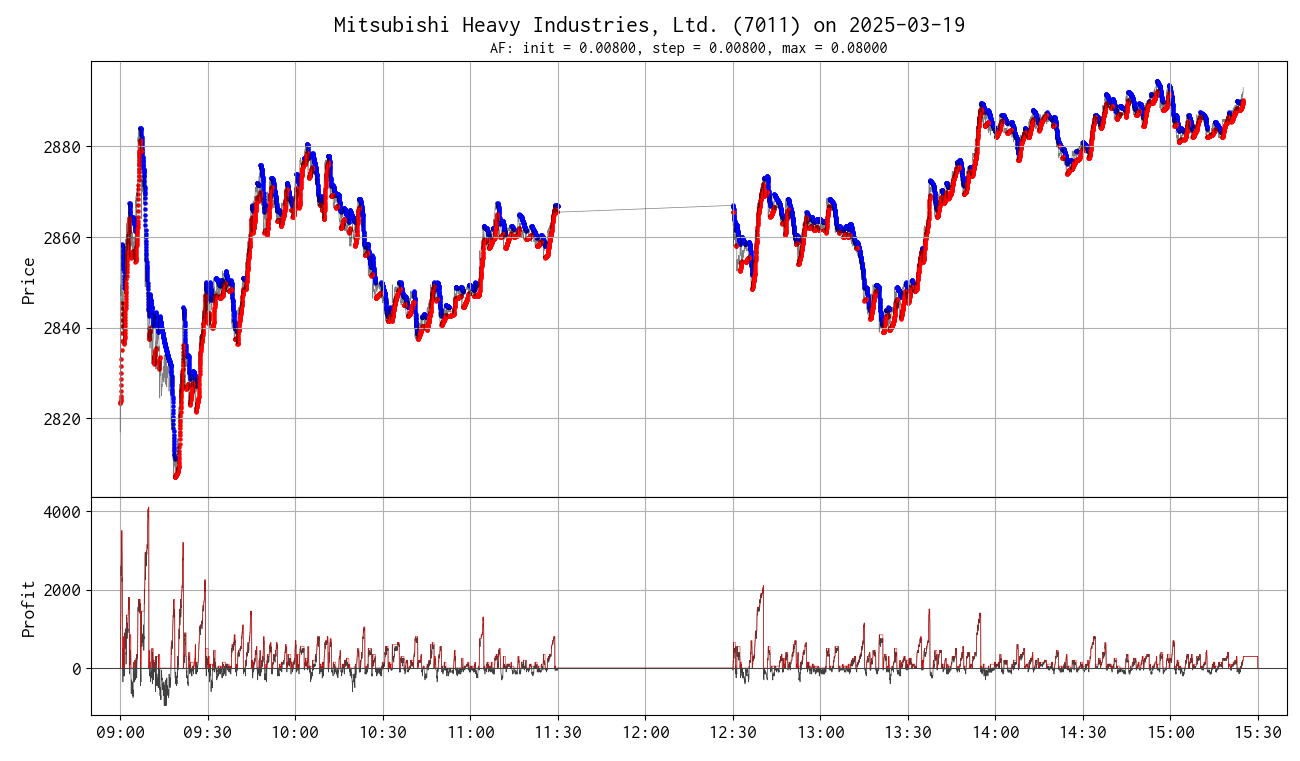 Mitsubishi Heavy Industries, Ltd. (7011) on 2025-03-19
AF: init = 0.00800, step = 0.00800, max = 0.08000
Price
2880
2860
2840
2820
Profit
4000
2000
0
09:00 09:30 10:00 10:30 11:00 11:30 12:00 12:30 13:00 13:30 14:00 14:30 15:00 15:30